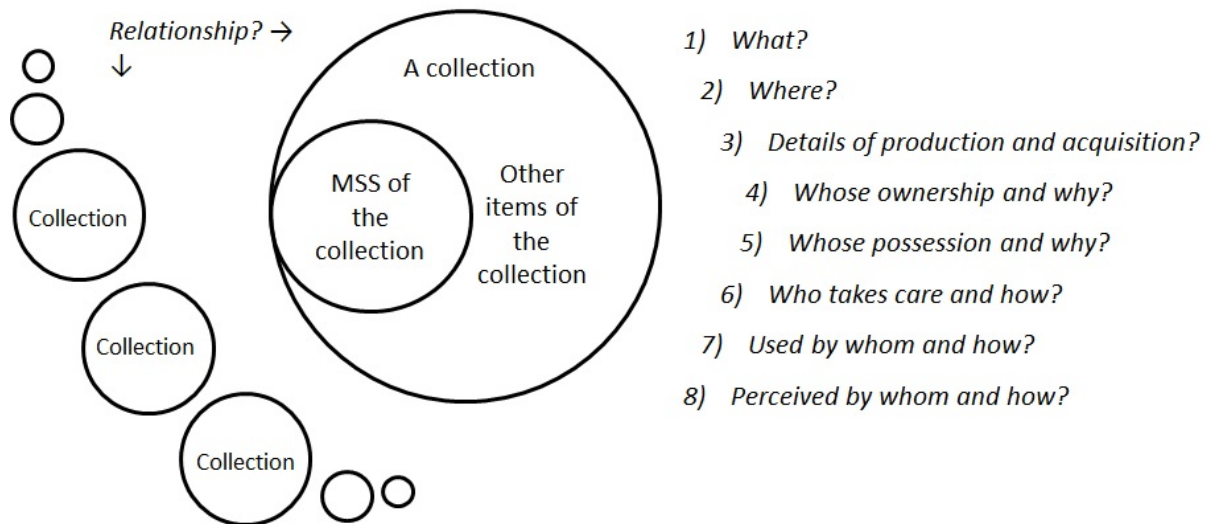 Relationship? →
↓
A collection
MSS of
the
collection
Other
items of
the
collection
Collection
Collection
Collection
1) What?
2) Where?
3) Details of production and acquisition?
4) Whose ownership and why?
5) Whose possession and why?
6) Who takes care and how?
7) Used by whom and how?
8) Perceived by whom and how?